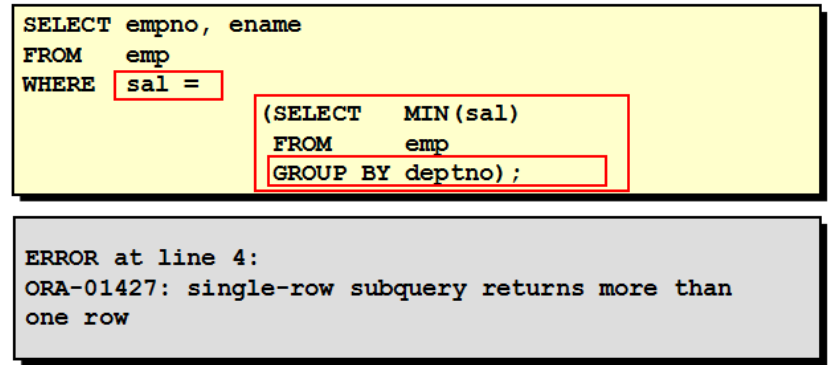 SELECT empno, ename
FROM emp
WHERE sal =
(SELECT MIN(sal)
FROM emp
GROUP BY deptno);
ERROR at line 4:
ORA-01427: single-row subquery returns more than
one row